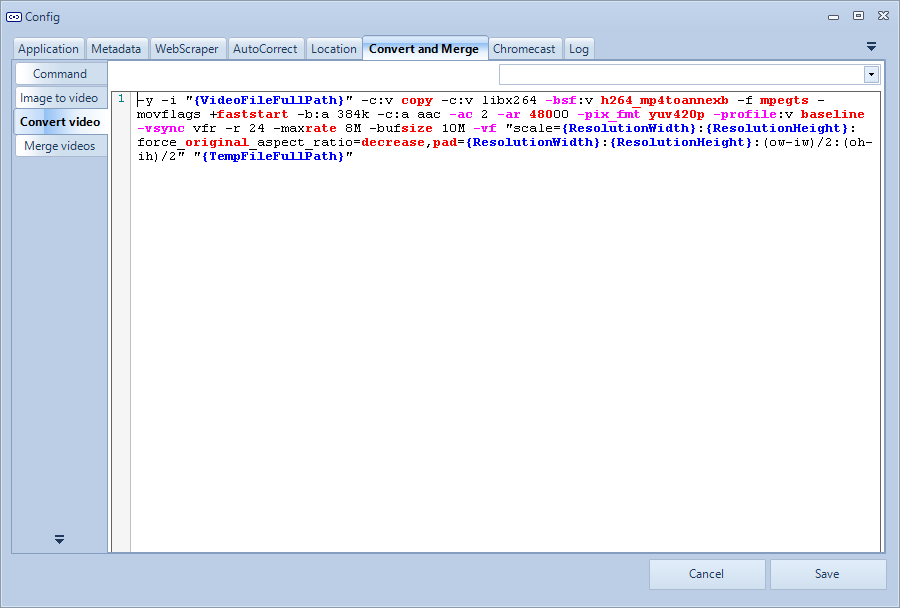 Config
Application Metadata WebScraper AutoCorrect Location Convert and Merge Chromecast Log
Command
Image to video
Convert video
Merge videos
1
-y -i "{VideoFileFullPath}" -c:v copy -c:v libx264 -bsf:v h264_mp4toannexb -f mpegts -
movflags +faststart -b:a 384k -c:a aac -ac 2 -ar 48000 -pix_fmt yuv420p -profile:v baseline
-vsync vfr -r 24 -maxrate 8M -bufsize 10M -vf "scale={ResolutionWidth}:{ResolutionHeight}:
force_original_aspect_ratio=decrease,pad={ResolutionWidth}:{ResolutionHeight}:(ow-iw)/2:(oh-
ih)/2" "{TempFileFullPath}"
Cancel Save